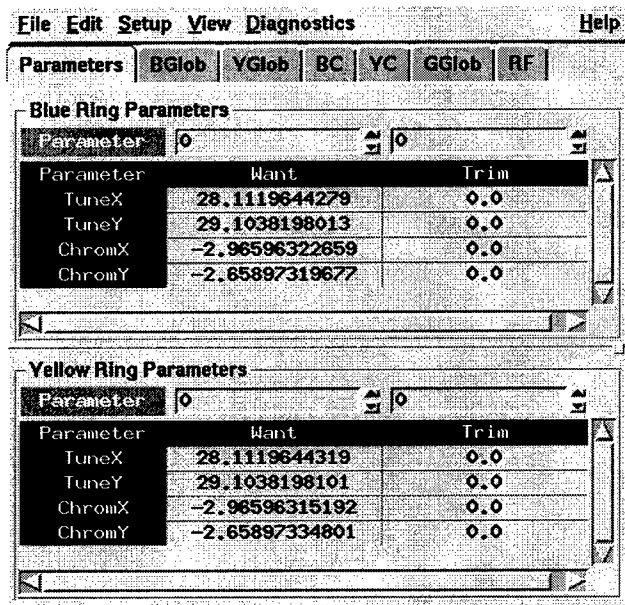 File Edit Setup View Diagnostics Help
Parameters BGlob YGlob BC YC GGlob RF
Blue Ring Parameters
Parameter 0 0
Parameter Want Trim
TuneX 28.1119644279 0.0
TuneY 29.1038198013 0.0
ChromX -2.96596322659 0.0
ChromY -2.65897319677 0.0
Yellow Ring Parameters
Parameter 0 0
Parameter Want Trim
TuneX 28.1119644319 0.0
TuneY 29.1038198101 0.0
ChromX -2.96596315192 0.0
ChromY -2.65897334801 0.0